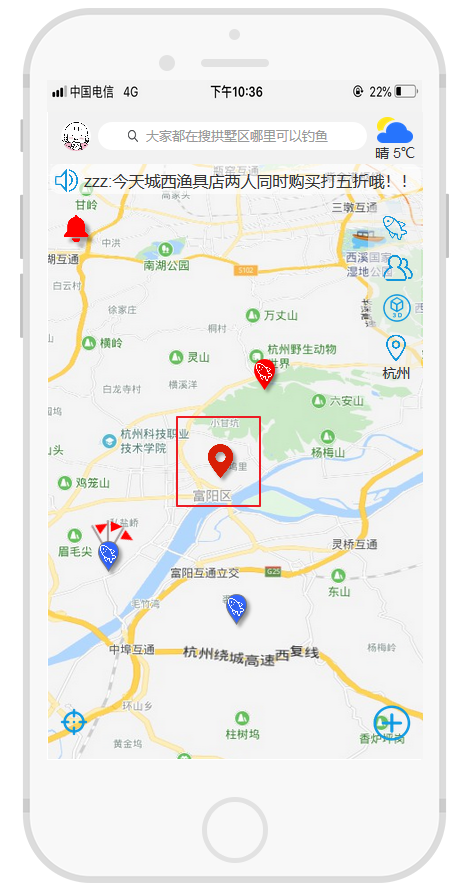 中国电信 4G 下午10:36 22%
大家都在搜拱墅区哪里可以钓鱼
晴 5℃
zzz:今天城西渔具店两人同时购买打五折哦！！
甘岭
三墩互通
中洪
湖互通
南湖公园
S102
西溪国家
湿地公园
白云村
徐家府
万丈山
桐村
3D
横岭
灵山
杭州野生动物
世界
杭州
白龙寺村
横溪洋
六安山
小甘坑
杭州科技职业
技术学院
杨梅山
鸡笼山
富阳区
盐桥
眉毛尖
灵桥互通
富阳互通立交
G25
东山
毛竹湾
中埠互通
杭州绕城高速西复线
杨梅岭
环山乡
黄金坞
桂树坞
香炉坪岗